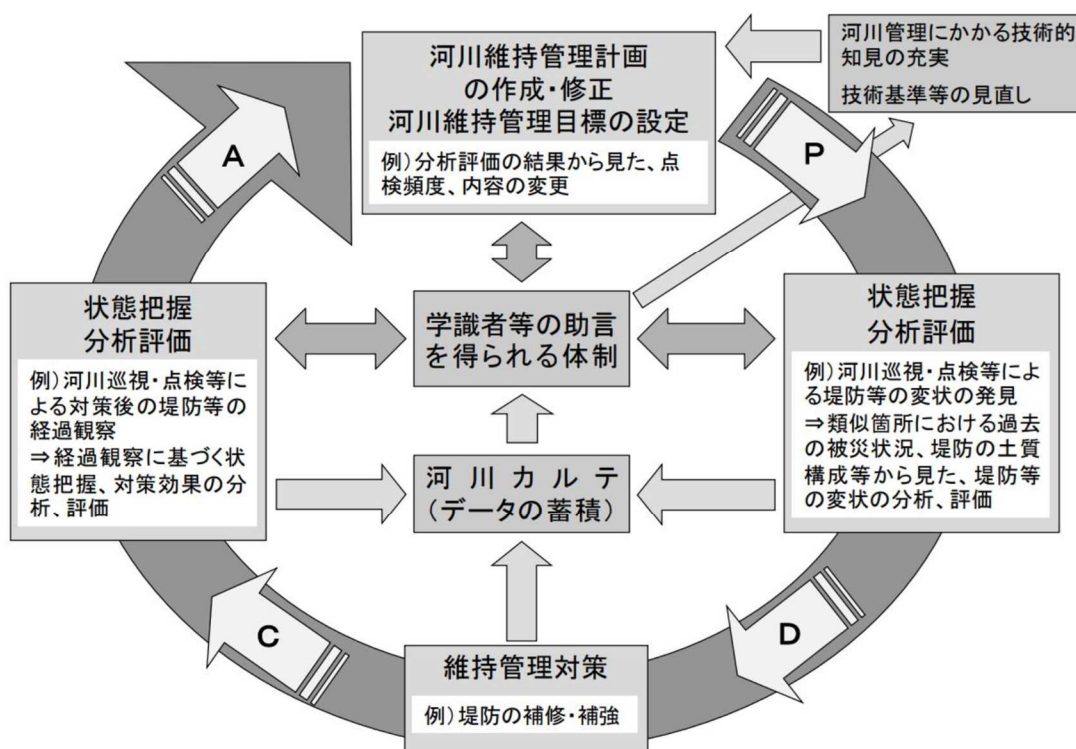 河川維持管理計画
の作成・修正
河川維持管理目標の設定
例）分析評価の結果から見た、点
検頻度、内容の変更
河川管理にかかる技術的
知見の充実
技術基準等の見直し
A
P
状態把握
分析評価
例）河川巡視・点検等に
よる対策後の堤防等の
経過観察
⇒経過観察に基づく状
態把握、対策効果の分
析、評価
学識者等の助言
を得られる体制
状態把握
分析評価
例）河川巡視・点検等によ
る堤防等の変状の発見
⇒類似箇所における過去
の被災状況、堤防の土質
構成等から見た、堤防等
の変状の分析、評価
河川カルテ
（データの蓄積）
C
D
維持管理対策
例）堤防の補修・補強